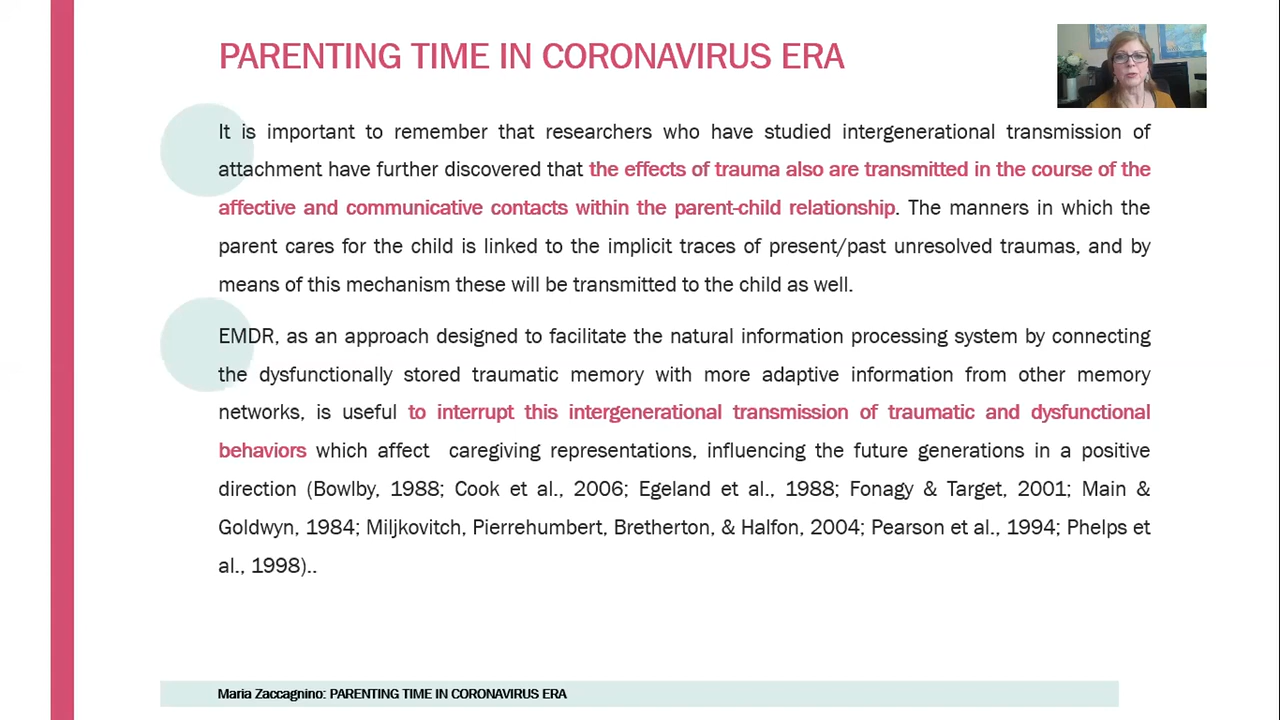 PARENTING TIME IN CORONAVIRUS ERA
It is important to remember that researchers who have studied intergenerational transmission of
attachment have further discovered that the effects of trauma also are transmitted in the course of the
affective and communicative contacts within the parent-child relationship. The manners in which the
parent cares for the child is linked to the implicit traces of present/past unresolved traumas, and by
means of this mechanism these will be transmitted to the child as well.
EMDR, as an approach designed to facilitate the natural information processing system by connecting
the dysfunctionally stored traumatic memory with more adaptive information from other memory
networks, is useful to interrupt this intergenerational transmission of traumatic and dysfunctional
behaviors which affect  caregiving representations, influencing the future generations in a positive
direction (Bowlby, 1988; Cook et al., 2006; Egeland et al., 1988; Fonagy & Target, 2001; Main &
Goldwyn, 1984; Miljkovitch, Pierrehumbert, Bretherton, & Halfon, 2004; Pearson et al., 1994; Phelps et
al., 1998)..
Maria Zaccagnino: PARENTING TIME IN CORONAVIRUS ERA